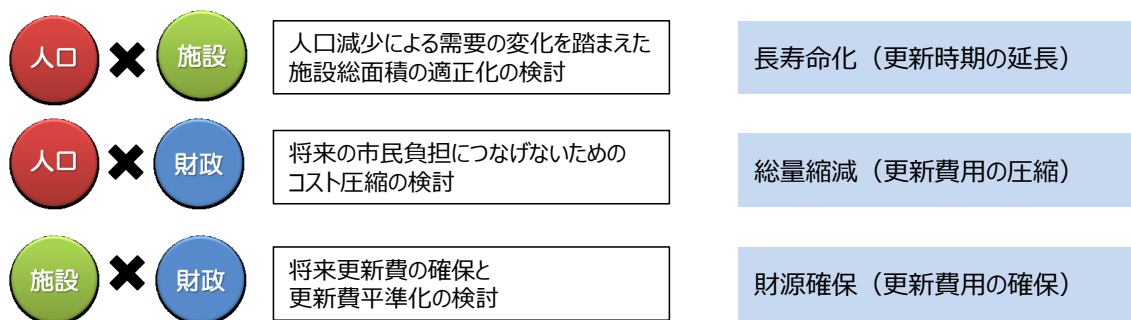 人口 ✖ 施設
人口減少による需要の変化を踏まえた
施設総面積の適正化の検討
長寿命化（更新時期の延長）
人口 ✖ 財政
将来の市民負担につなげないための
コスト圧縮の検討
総量縮減（更新費用の圧縮）
施設 ✖ 財政
将来更新費の確保と
更新費平準化の検討
財源確保（更新費用の確保）